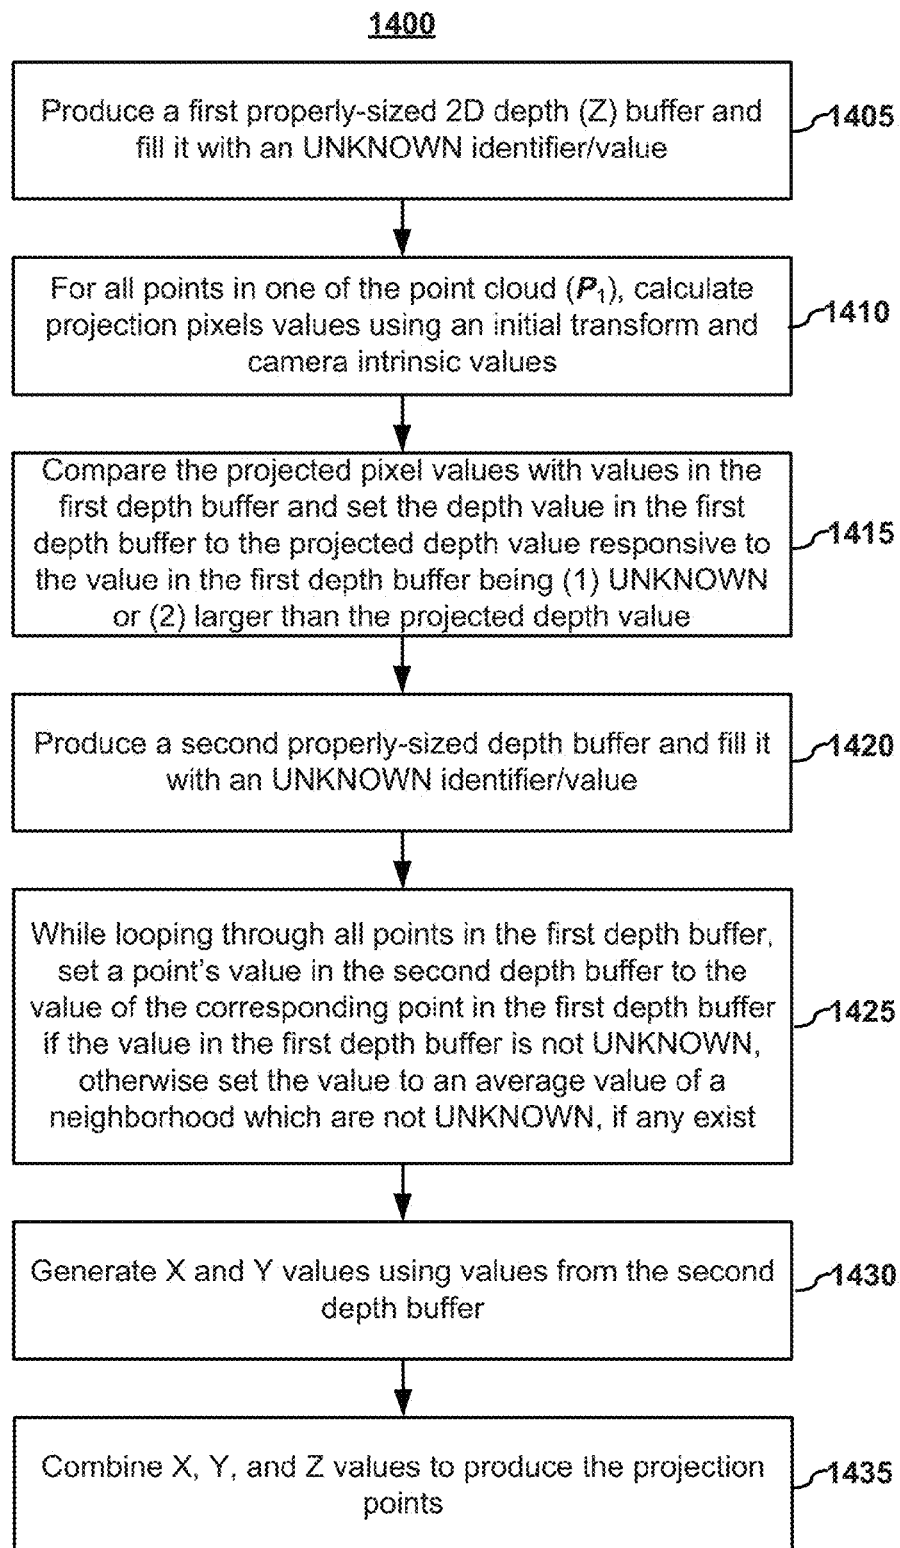 1400
Produce a first properly-sized 2D depth (Z) buffer and
fill it with an UNKNOWN identifier/value
1405
For all points in one of the point cloud (P1), calculate
projection pixels values using an initial transform and
camera intrinsic values
1410
Compare the projected pixel values with values in the
first depth buffer and set the depth value in the first
depth buffer to the projected depth value responsive to
the value in the first depth buffer being (1) UNKNOWN
or (2) larger than the projected depth value
1415
Produce a second properly-sized depth buffer and fill it
with an UNKNOWN identifier/value
1420
While looping through all points in the first depth buffer,
set a point's value in the second depth buffer to the
value of the corresponding point in the first depth buffer
if the value in the first depth buffer is not UNKNOWN,
otherwise set the value to an average value of a
neighborhood which are not UNKNOWN, if any exist
1425
Generate X and Y values using values from the second
depth buffer
1430
Combine X, Y, and Z values to produce the projection
points
1435